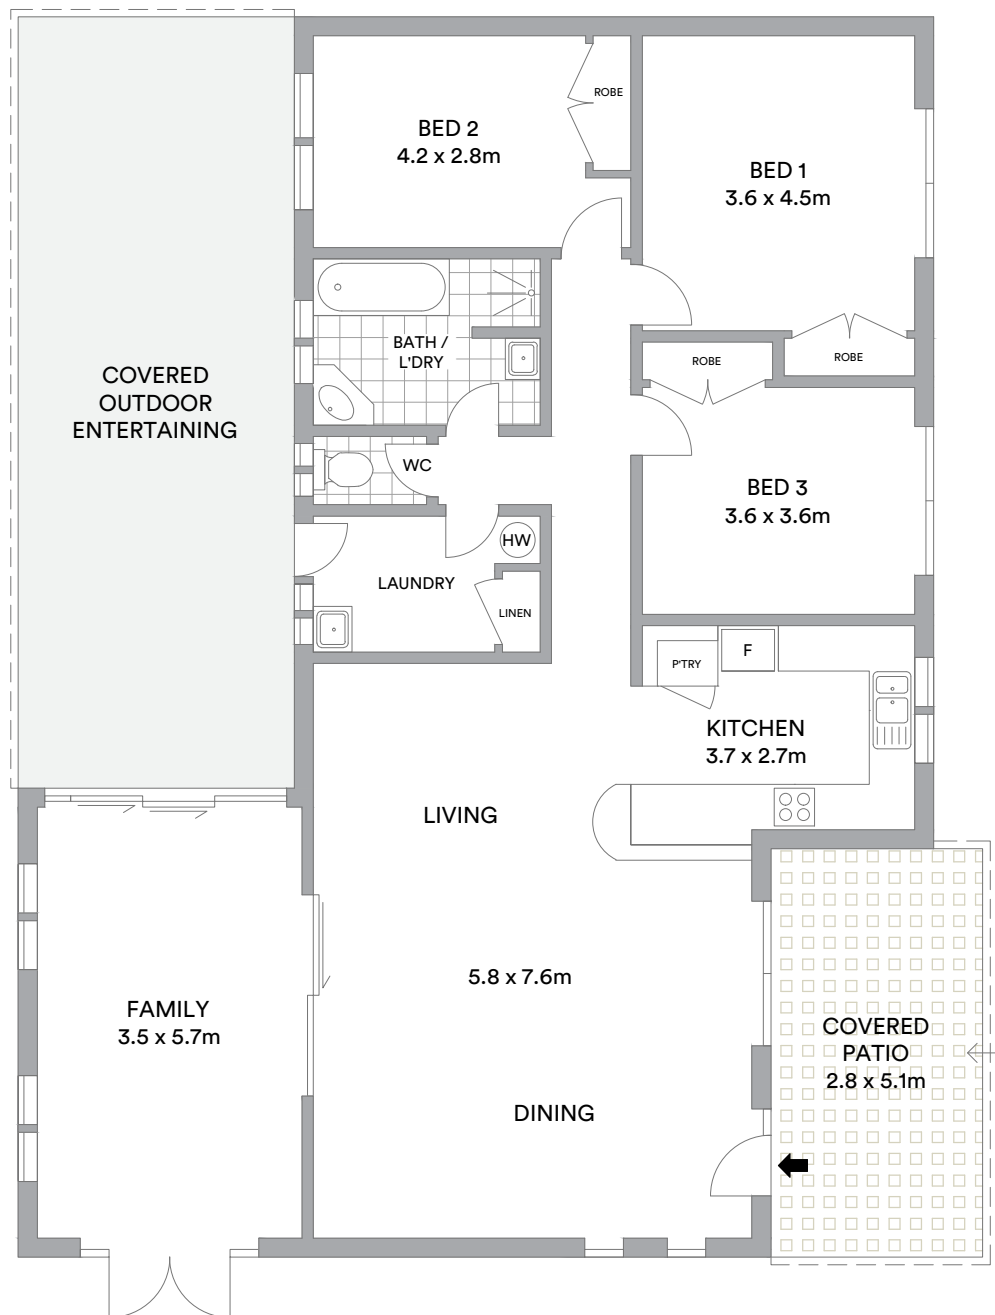 BED 2
4.2 x 2.8m
ROBE
BED 1
3.6 x 4.5m
BATH /
L'DRY
ROBE
ROBE
COVERED
OUTDOOR
ENTERTAINING
WC
BED 3
3.6 x 3.6m
HW
LAUNDRY
LINEN
P'TRY
F
KITCHEN
3.7 x 2.7m
LIVING
5.8 x 7.6m
FAMILY
3.5 x 5.7m
COVERED
PATIO
2.8 x 5.1m
DINING